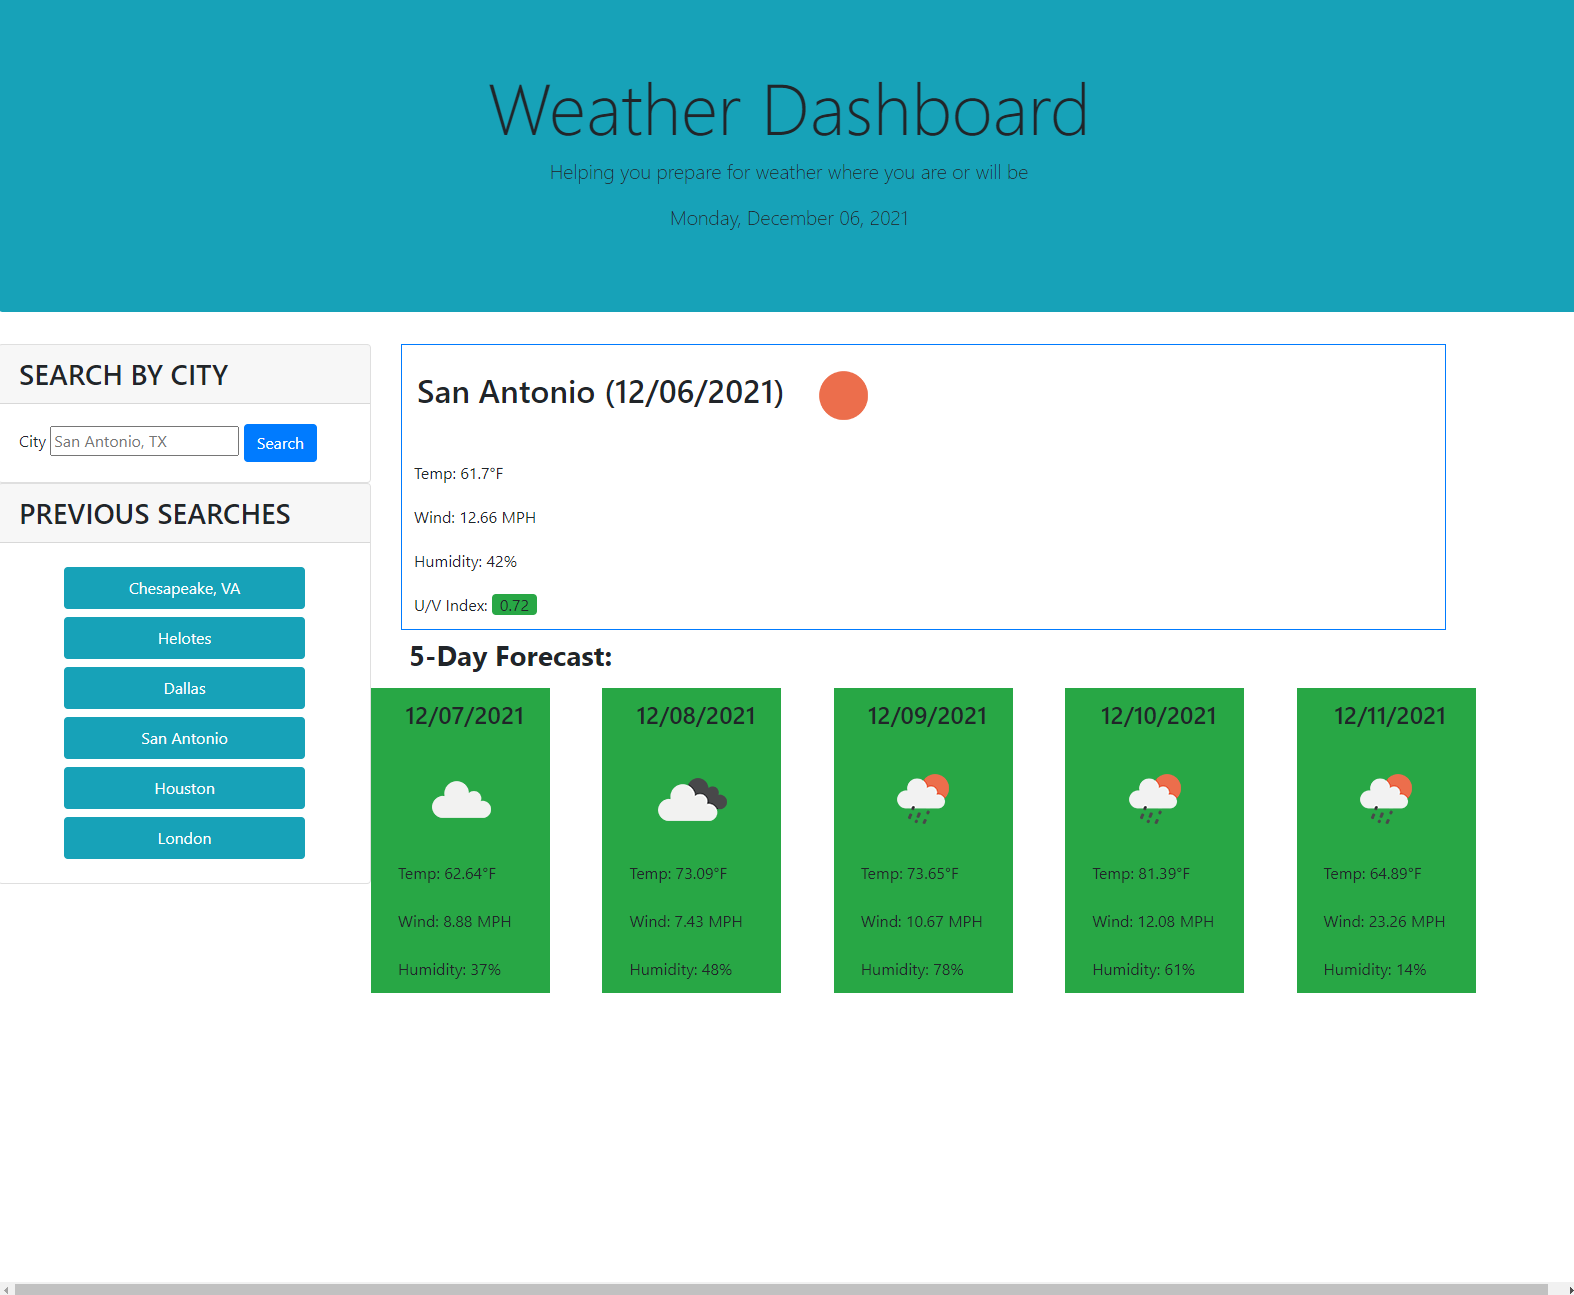 Weather Dashboard
Helping you prepare for weather where you are or will be
Monday, December 06, 2021
SEARCH BY CITY
City San Antonio, TX Search
PREVIOUS SEARCHES
Chesapeake, VA
Helotes
Dallas
San Antonio
Houston
London
San Antonio (12/06/2021)
Temp: 61.7°F
Wind: 12.66 MPH
Humidity: 42%
U/V Index: 0.72
5-Day Forecast:
12/07/2021
Temp: 62.64°F
Wind: 8.88 MPH
Humidity: 37%
12/08/2021
Temp: 73.09°F
Wind: 7.43 MPH
Humidity: 48%
12/09/2021
Temp: 73.65°F
Wind: 10.67 MPH
Humidity: 78%
12/10/2021
Temp: 81.39°F
Wind: 12.08 MPH
Humidity: 61%
12/11/2021
Temp: 64.89°F
Wind: 23.26 MPH
Humidity: 14%